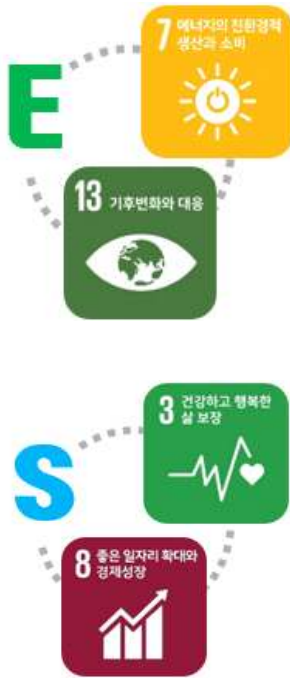 E
7 에너지의 친환경적
생산과 소비
13 기후변화와 대응
S
3 건강하고 행복한
삶 보장
8 좋은 일자리 확대와
경제성장